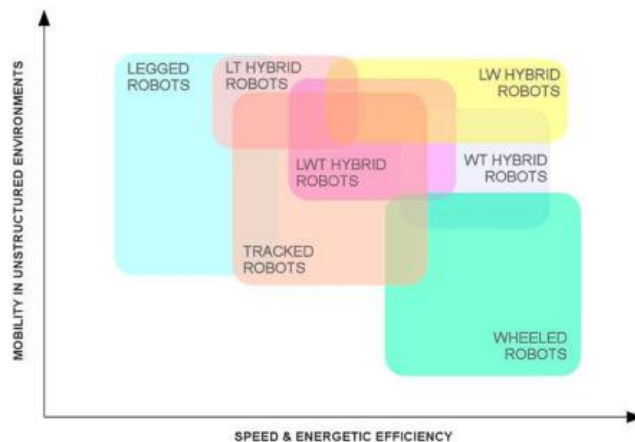 MOBILITY IN UNSTRUCTURED ENVIRONMENTS
LEGGED
ROBOTS
LT HYBRID
ROBOTS
LW HYBRID
ROBOTS
LWT HYBRID
ROBOTS
WT HYBRID
ROBOTS
TRACKED
ROBOTS
WHEELED
ROBOTS
SPEED & ENERGETIC EFFICIENCY